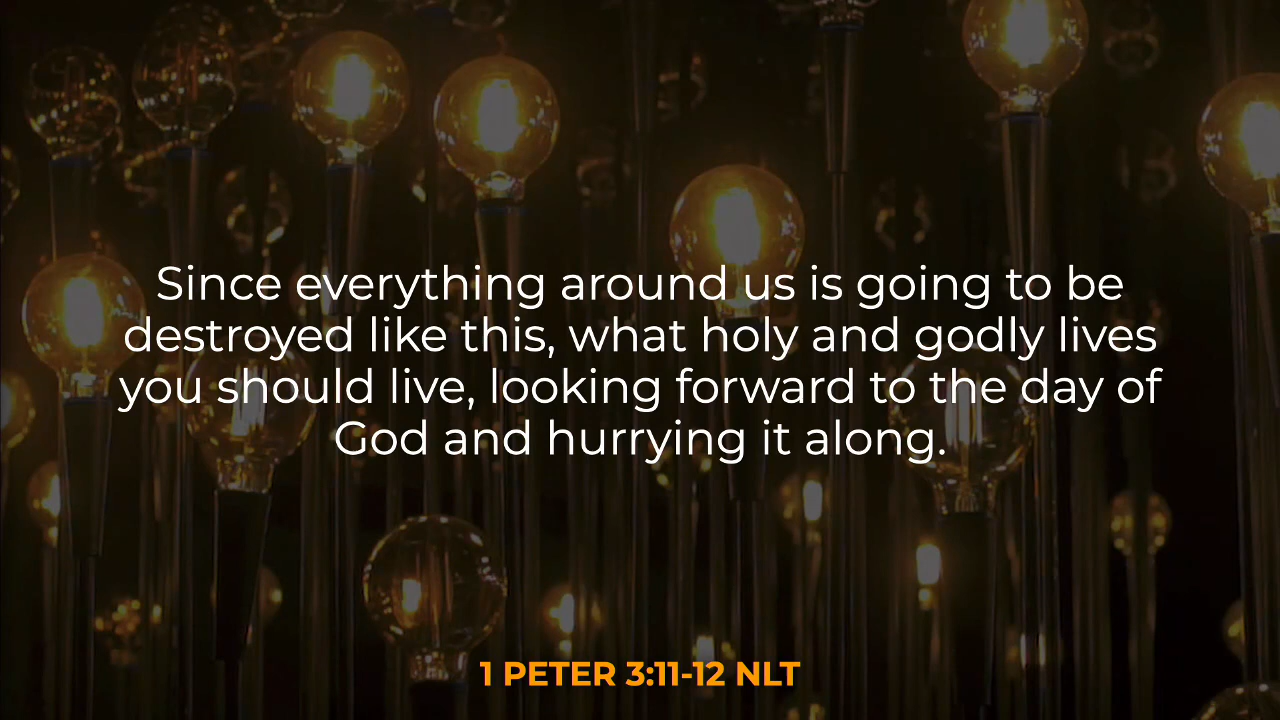 Since everything around us is going to be
destroyed like this, what holy and godly lives
you should live, looking forward to the day of
God and hurrying it along.
1 PETER 3:11-12 NLT